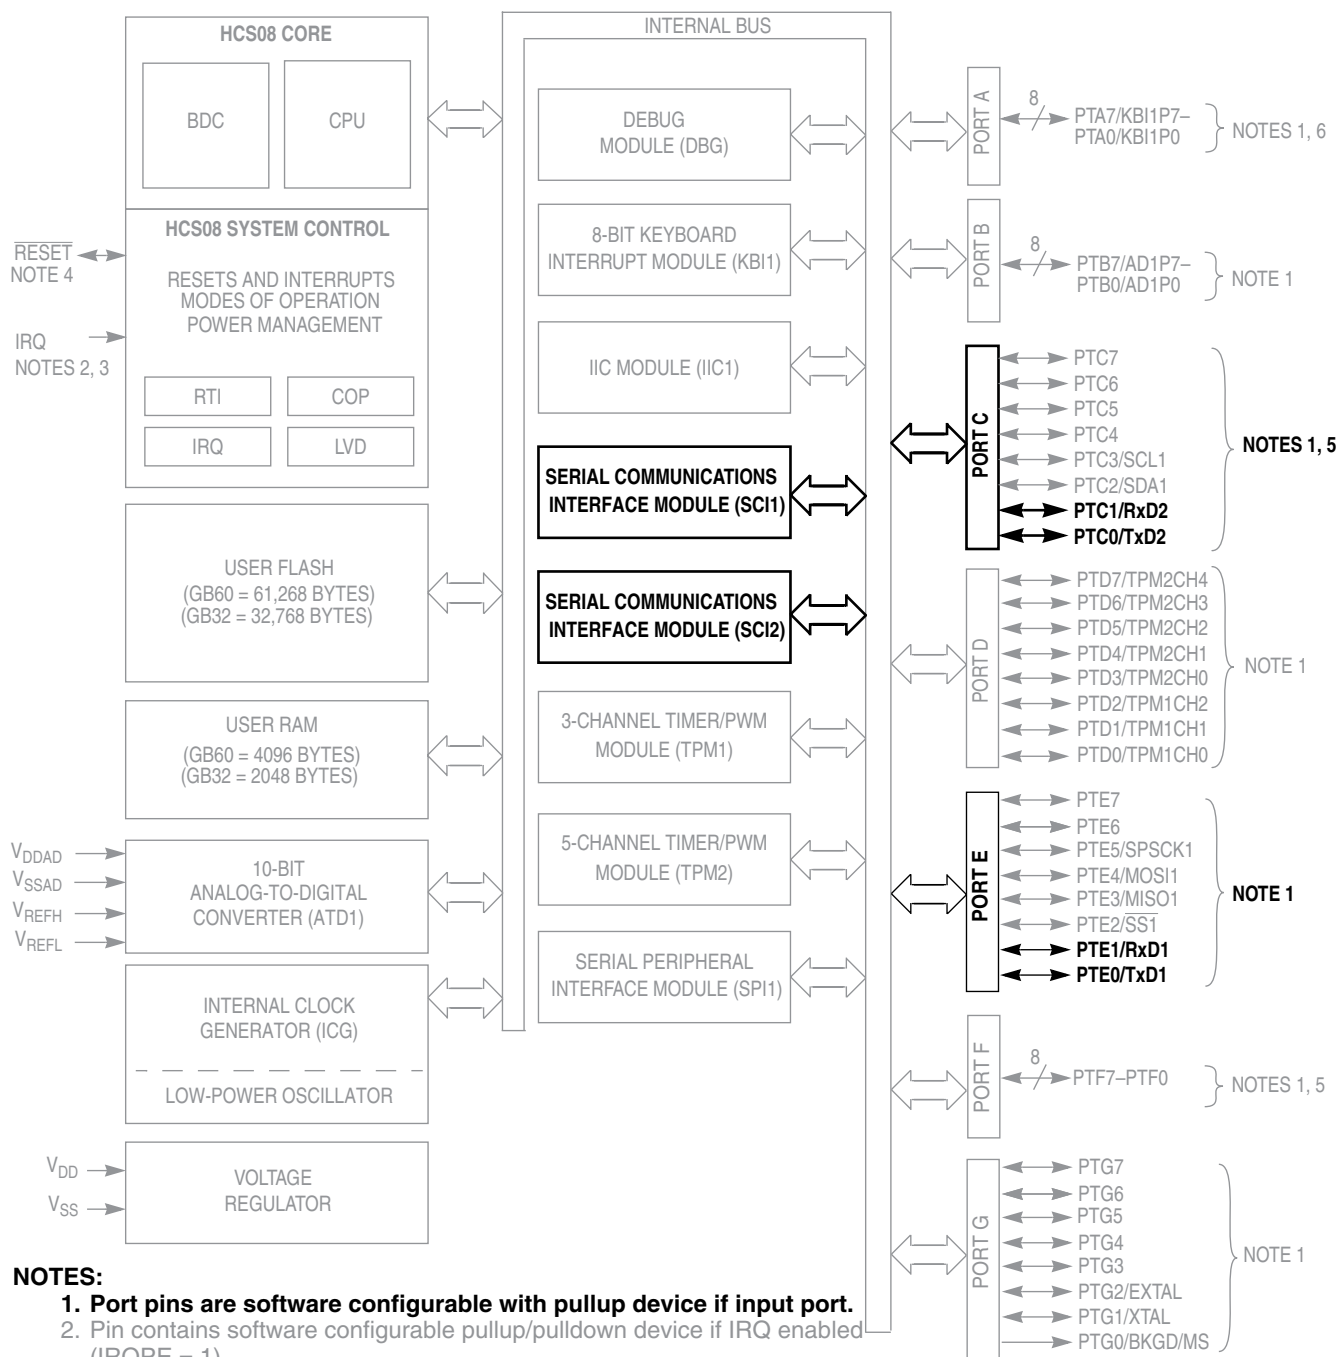 HCS08 CORE
BDC
CPU
HCS08 SYSTEM CONTROL
RESETS AND INTERRUPTS
MODES OF OPERATION
POWER MANAGEMENT
RTI
COP
IRQ
LVD
RESET
NOTE 4
IRQ
NOTES 2, 3
USER FLASH
(GB60 = 61,268 BYTES)
(GB32 = 32,768 BYTES)
USER RAM
(GB60 = 4096 BYTES)
(GB32 = 2048 BYTES)
VDDAD
VSSAD
VREFH
VREFL
10-BIT
ANALOG-TO-DIGITAL
CONVERTER (ATD1)
INTERNAL CLOCK
GENERATOR (ICG)
LOW-POWER OSCILLATOR
VDD
VSS
VOLTAGE
REGULATOR
INTERNAL BUS
DEBUG
MODULE (DBG)
8-BIT KEYBOARD
INTERRUPT MODULE (KBI1)
IIC MODULE (IIC1)
SERIAL COMMUNICATIONS
INTERFACE MODULE (SCI1)
SERIAL COMMUNICATIONS
INTERFACE MODULE (SCI2)
3-CHANNEL TIMER/PWM
MODULE (TPM1)
5-CHANNEL TIMER/PWM
MODULE (TPM2)
SERIAL PERIPHERAL
INTERFACE MODULE (SPI1)
PORT A
8
PTA7/KBI1P7–
PTA0/KBI1P0
NOTES 1, 6
PORT B
8
PTB7/AD1P7–
PTB0/AD1P0
NOTE 1
PORT C
PTC7
PTC6
PTC5
PTC4
PTC3/SCL1
PTC2/SDA1
PTC1/RxD2
PTC0/TxD2
NOTES 1, 5
PORT D
PTD7/TPM2CH4
PTD6/TPM2CH3
PTD5/TPM2CH2
PTD4/TPM2CH1
PTD3/TPM2CH0
PTD2/TPM1CH2
PTD1/TPM1CH1
PTD0/TPM1CH0
NOTE 1
PORT E
PTE7
PTE6
PTE5/SPSCK1
PTE4/MOSI1
PTE3/MISO1
PTE2/SS1
PTE1/RxD1
PTE0/TxD1
NOTE 1
PORT F
8
PTF7–PTF0
NOTES 1, 5
PORT G
PTG7
PTG6
PTG5
PTG4
PTG3
PTG2/EXTAL
PTG1/XTAL
PTG0/BKGD/MS
NOTE 1
NOTES:
1. Port pins are software configurable with pullup device if input port.
2. Pin contains software configurable pullup/pulldown device if IRQ enabled